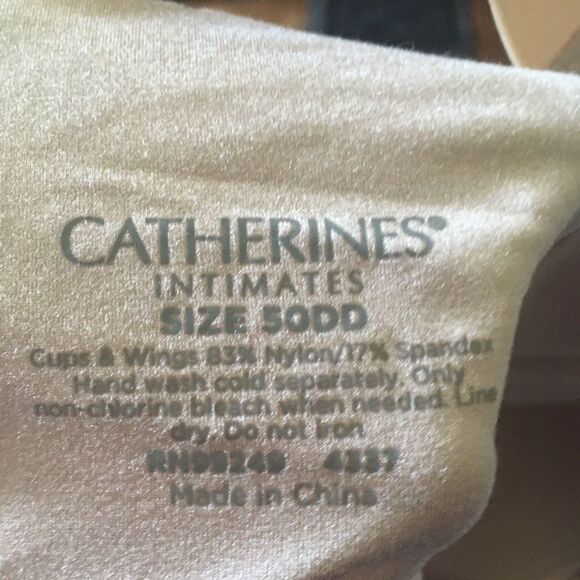 CATHERINES®
INTIMATES
SIZE 50DD
Cups & Wings 83% Nylon/17% Spandex
Hand wash cold separately. Only
non-chlorine bleach when needed. Line
dry. Do not iron
RN99249 4337
Made in China